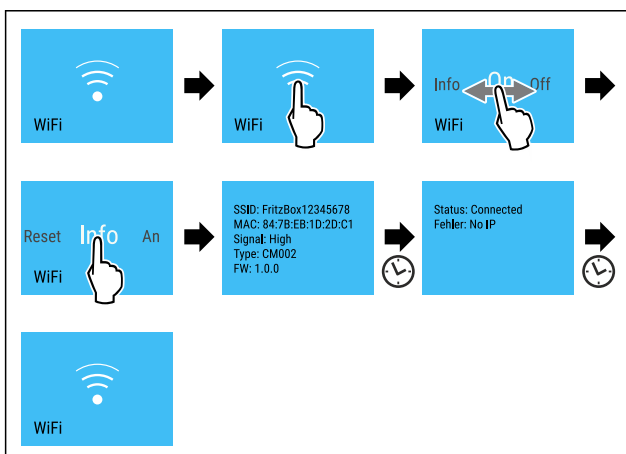 WiFi
WiFi
Info On Off
WiFi
Reset Info An
WiFi
SSID: FritzBox12345678
MAC: 84:7B:EB:1D:2D:C1
Signal: High
Type: CM002
FW: 1.0.0
Status: Connected
Fehler: No IP
WiFi